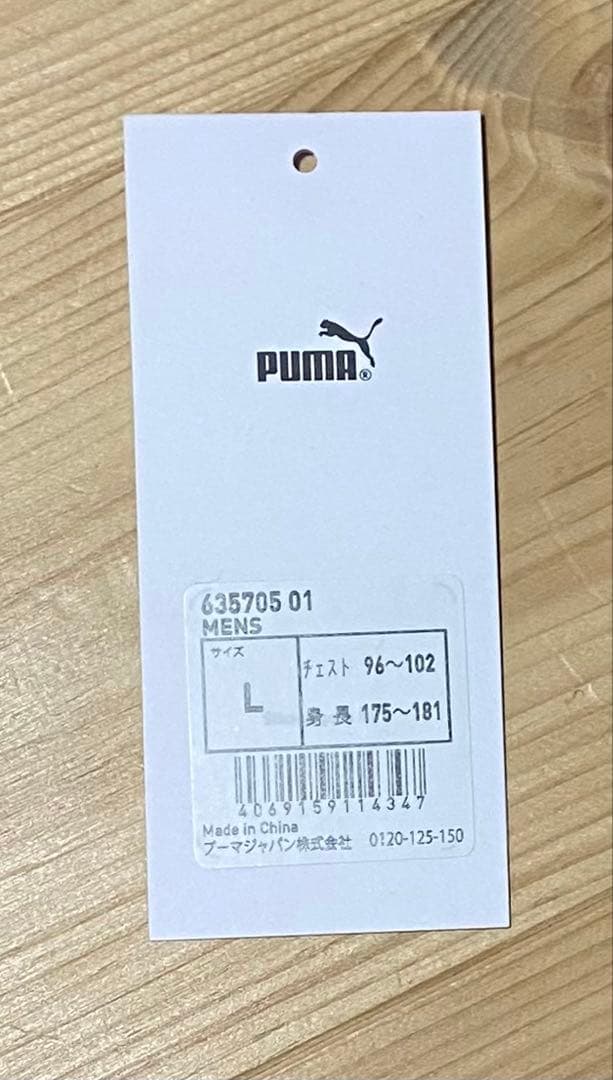 PUMA®
635705 01
MENS
サイズ
L
チェスト 96～102
身長 175～181
4069159114347
Made in China
プーマジャパン株式会社 0120-125-150